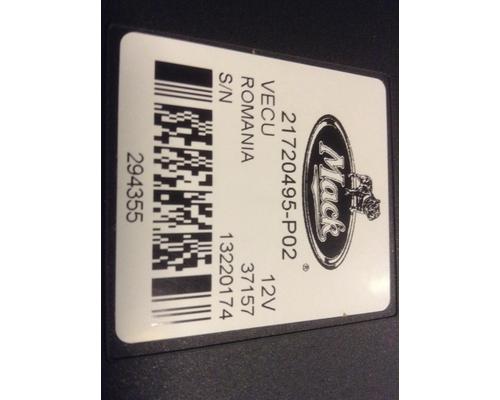 Mack ®
21720495-P02
VECU 12V
ROMANIA 37157
S/N 13220174
294355